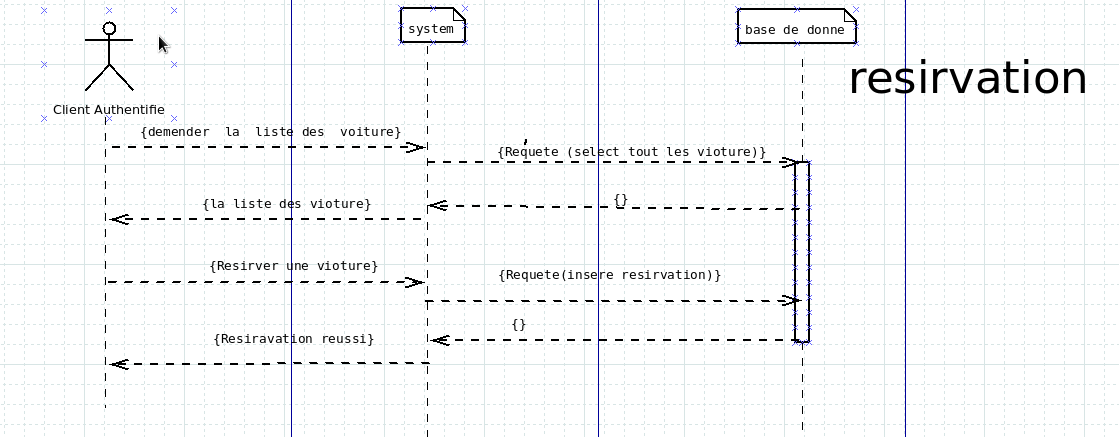 system
base de donne
resirvation
Client Authentifie
{demender la liste des voiture}
{Requete (select tout les vioture)}
{}
{la liste des vioture}
{Resirver une vioture}
{Requete(insere resirvation)}
{}
{Resiravation reussi}